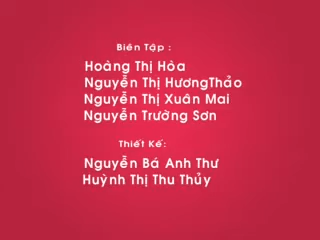 Biên Tập :
Hoàng Thị Hòa
Nguyễn Thị HươngThảo
Nguyễn Thị Xuân Mai
Nguyễn Trường Sơn
Thiết Kế:
Nguyễn Bá Anh Thư
Huỳnh Thị Thu Thủy